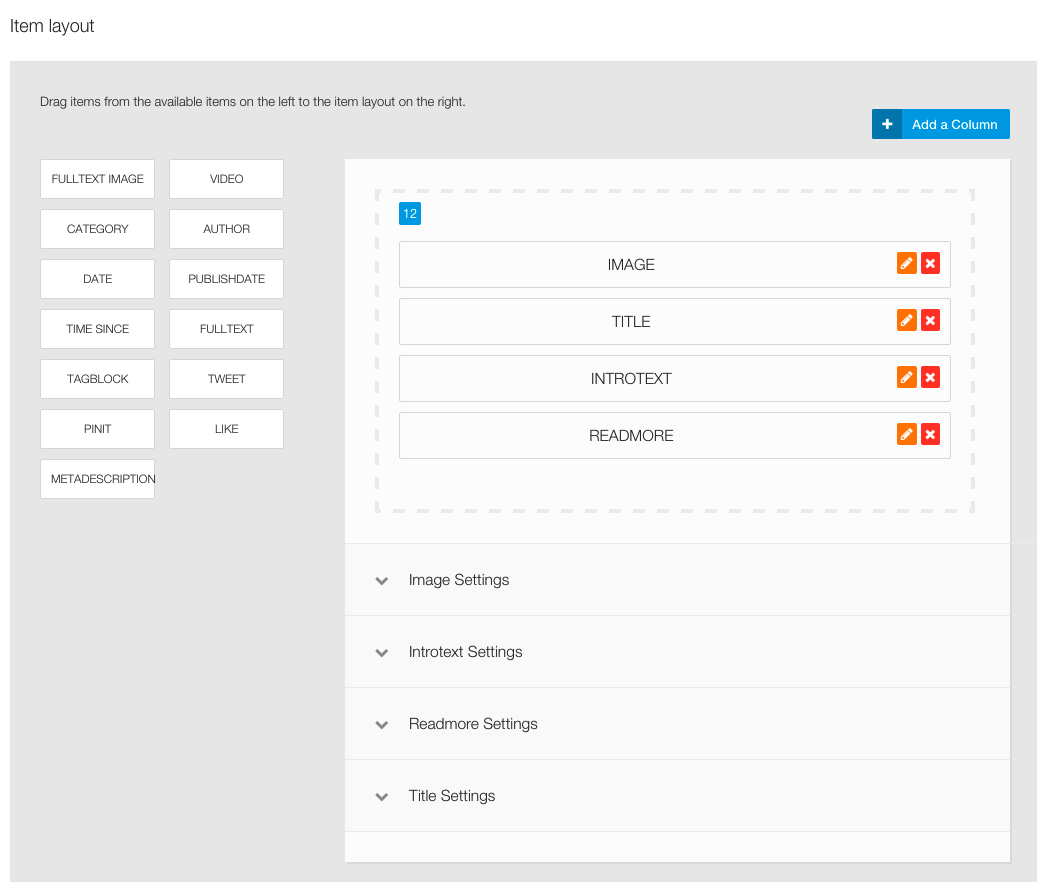 Item layout
Drag items from the available items on the left to the item layout on the right.
Add a Column
FULLTEXT IMAGE
VIDEO
CATEGORY
AUTHOR
DATE
PUBLISHDATE
TIME SINCE
FULLTEXT
TAGBLOCK
TWEET
PINIT
LIKE
METADESCRIPTION
12
IMAGE
TITLE
INTROTEXT
READMORE
Image Settings
Introtext Settings
Readmore Settings
Title Settings